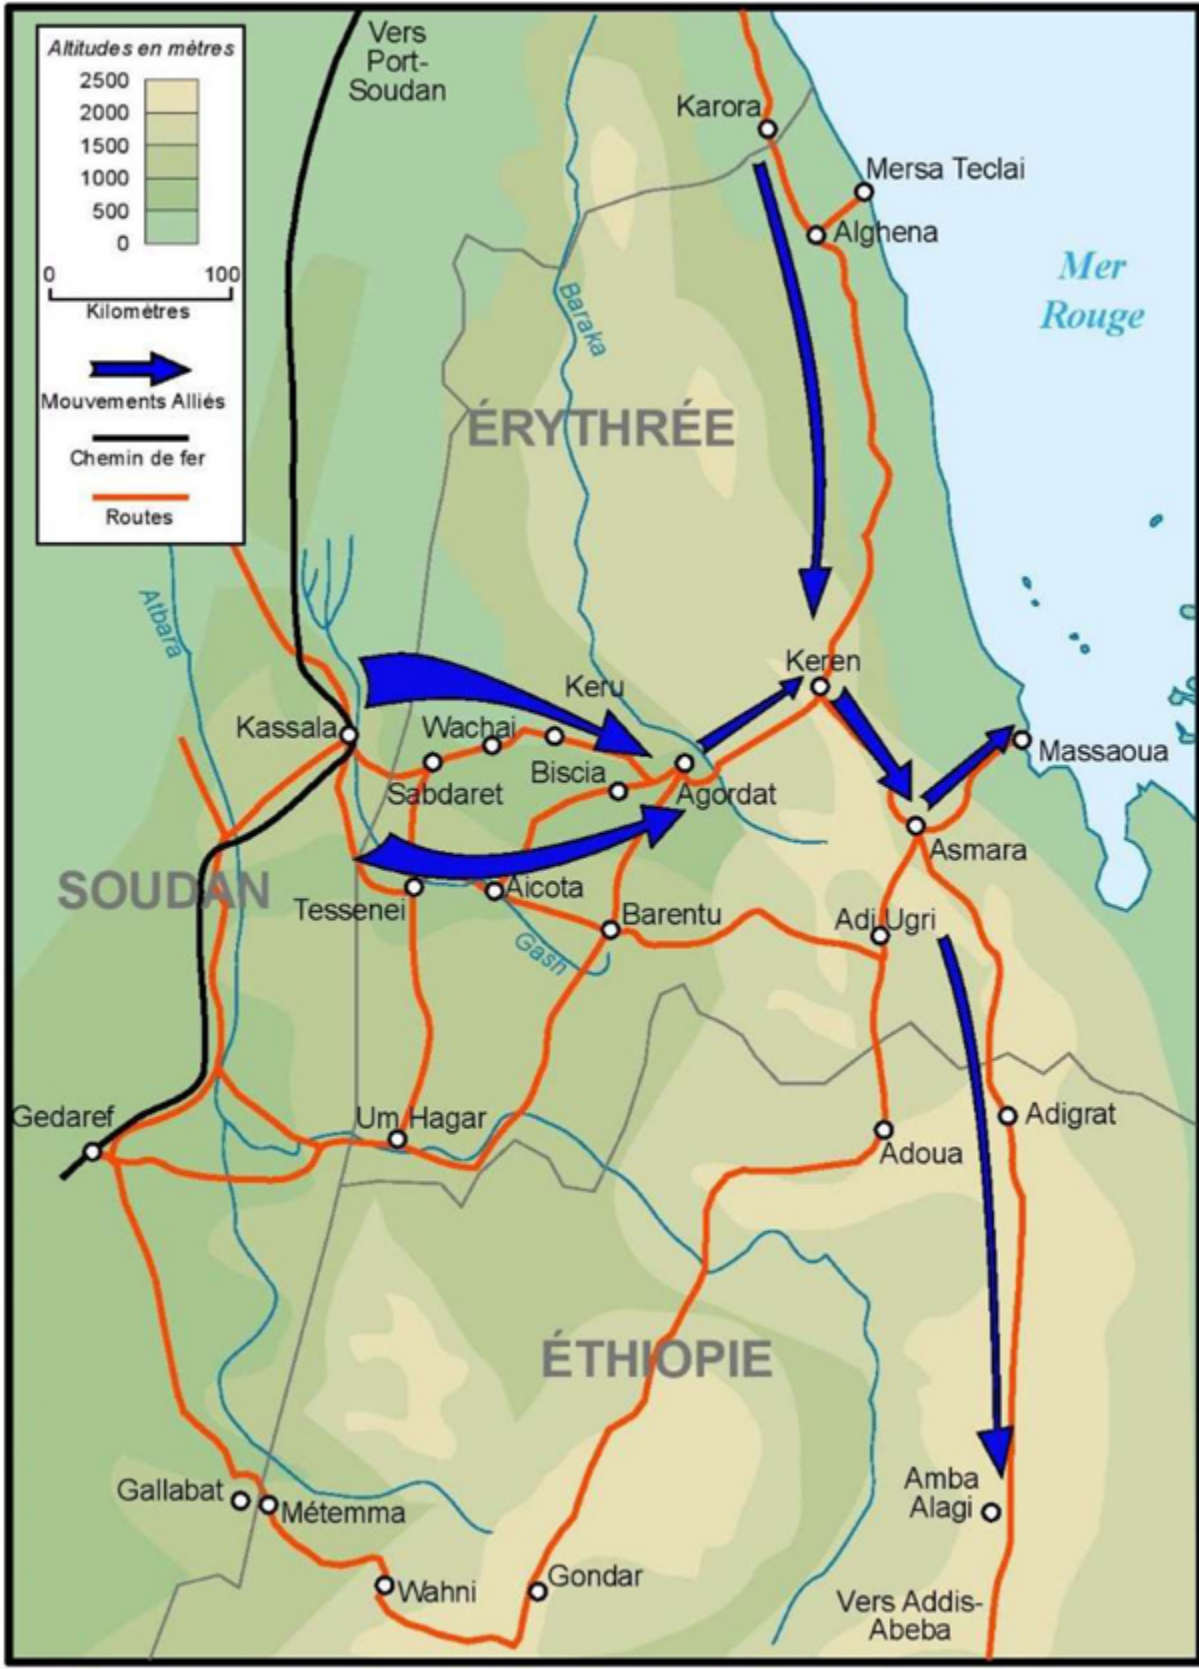 Altitudes en mètres
2500
2000
1500
1000
500
0
0 100
Kilomètres
Mouvements Alliés
Chemin de fer
Routes
Vers
Port-
Soudan
Karora
Mersa Teclai
Alghena
Mer
Rouge
Baraka
ÉRYTHRÉE
Atbara
Keren
Keru
Kassala
Wachai
Massaoua
Biscia
Sabdaret
Agordat
Asmara
SOUDAN
Aicota
Tessenei
Barentu
Adi Ugri
Gash
Gedaref
Um Hagar
Adigrat
Adoua
ÉTHIOPIE
Amba
Alagi
Gallabat
Métemma
Wahni
Gondar
Vers Addis-
Abeba